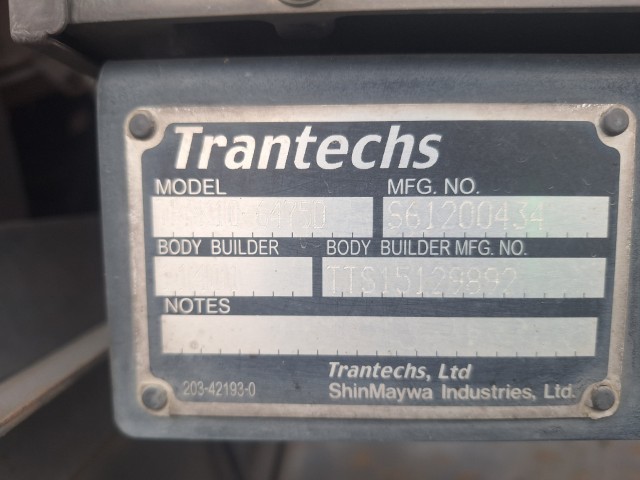 Trantechs
MODEL MFG. NO.
S61200434
BODY BUILDER BODY BUILDER MFG. NO.
TTS15129892
NOTES
Trantechs, Ltd
203-42193-0 ShinMaywa Industries, Ltd.